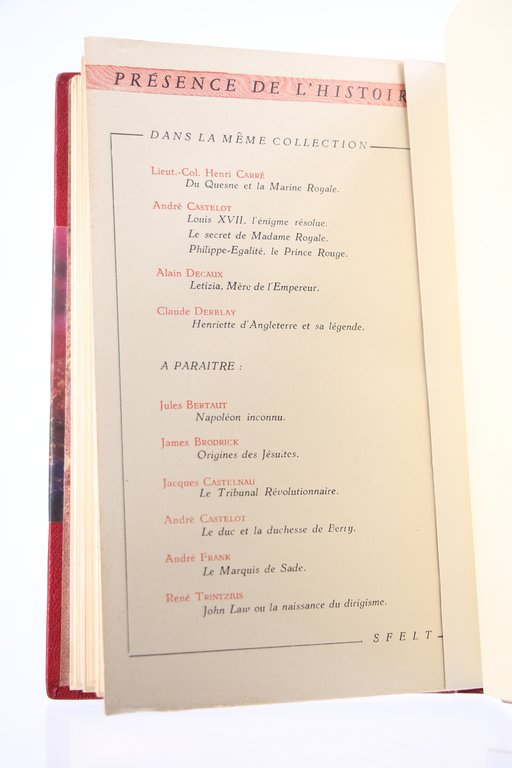 PRÉSENCE DE L'HISTOIR
DANS LA MÊME COLLECTION
Lieut.-Col. Henri CARRÉ
Du Quesne et la Marine Royale.
André CASTELOT
Louis XVII, l'énigme résolue.
Le secret de Madame Royale.
Philippe-Egalité, le Prince Rouge.
Alain DECAUX
Letizia, Mère de l'Empereur.
Claude DERBLAY
Henriette d'Angleterre et sa légende.
A PARAITRE :
Jules BERTAUT
Napoléon inconnu.
James BRODRICK
Origines des Jésuites.
Jacques CASTELNAU
Le Tribunal Révolutionnaire.
André CASTELOT
Le duc et la duchesse de Berry.
André FRANK
Le Marquis de Sade.
René TRINTZIUS
John Law ou la naissance du dirigisme.
SFELT